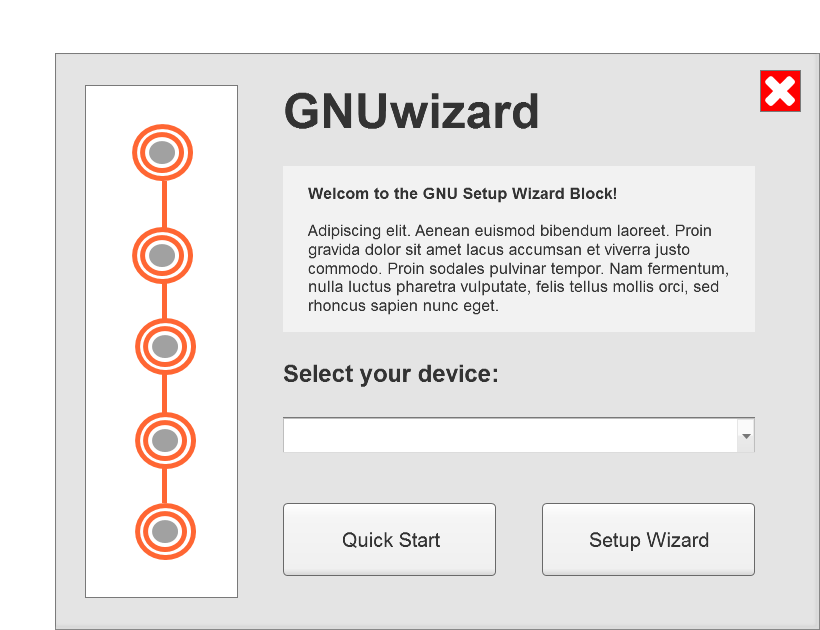 GNUwizard
Welcom to the GNU Setup Wizard Block!
Adipiscing elit. Aenean euismod bibendum laoreet. Proin
gravida dolor sit amet lacus accumsan et viverra justo
commodo. Proin sodales pulvinar tempor. Nam fermentum,
nulla luctus pharetra vulputate, felis tellus mollis orci, sed
rhoncus sapien nunc eget.
Select your device:
Quick Start
Setup Wizard